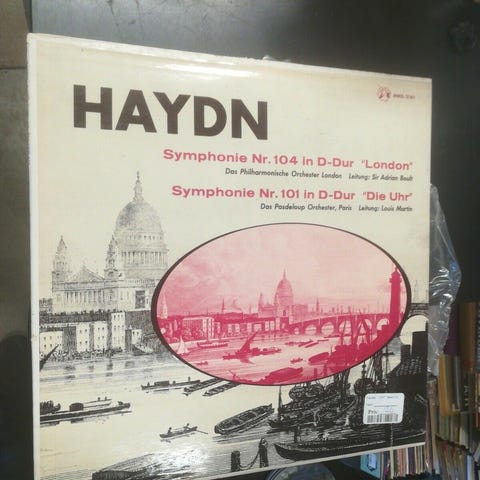 HAYDN
Symphonie Nr. 104 in D-Dur "London"
Das Philharmonische Orchester London Leitung: Sir Adrian Boult
Symphonie Nr. 101 in D-Dur "Die Uhr"
Das Pasdeloup Orchester, Paris Leitung: Louis Martin